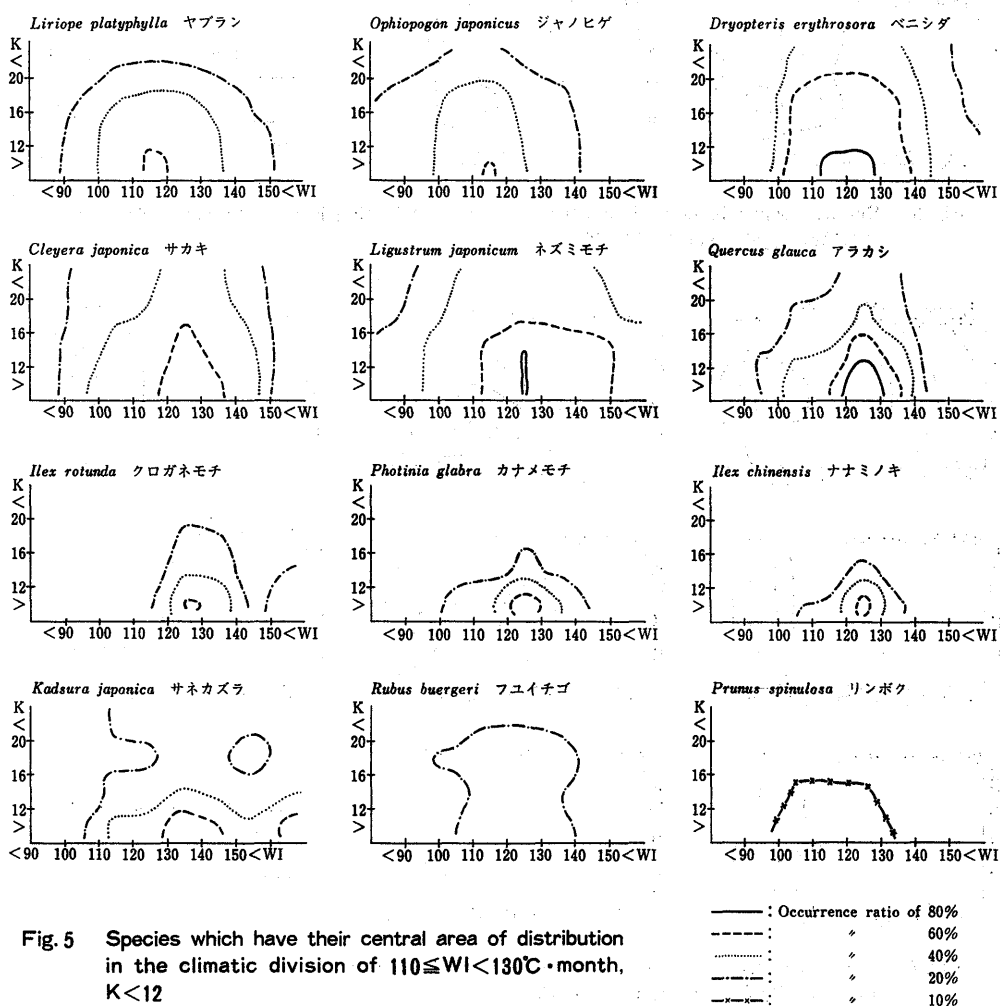 Liriope platyphylla ヤブラン
K
<
20
16
12
>
<90 100 110 120 130 140 150<WI
Ophiopogon japonicus ジャノヒゲ
K
<
20
16
12
>
<90 100 110 120 130 140 150<WI
Dryopteris erythrosora ベニシダ
K
<
20
16
12
>
<90 100 110 120 130 140 150<WI
Cleyera japonica サカキ
K
<
20
16
12
>
<90 100 110 120 130 140 150<WI
Ligustrum japonicum ネズミモチ
K
<
20
16
12
>
<90 100 110 120 130 140 150<WI
Quercus glauca アラカシ
K
<
20
16
12
>
<90 100 110 120 130 140 150<WI
Ilex rotunda クロガネモチ
K
<
20
16
12
>
<90 100 110 120 130 140 150<WI
Photinia glabra カナメモチ
K
<
20
16
12
>
<90 100 110 120 130 140 150<WI
Ilex chinensis ナナミノキ
K
<
20
16
12
>
<90 100 110 120 130 140 150<WI
Kadsura japonica サネカズラ
K
<
20
16
12
>
<90 100 110 120 130 140 150<WI
Rubus buergeri フユイチゴ
K
<
20
16
12
>
<90 100 110 120 130 140 150<WI
Prunus spinulosa リンボク
K
<
20
16
12
>
<90 100 110 120 130 140 150<WI
: Occurrence ratio of 80%
: 〃 60%
: 〃 40%
: 〃 20%
: 〃 10%
Fig. 5 Species which have their central area of distribution
in the climatic division of 110≦WI<130℃・month,
K<12